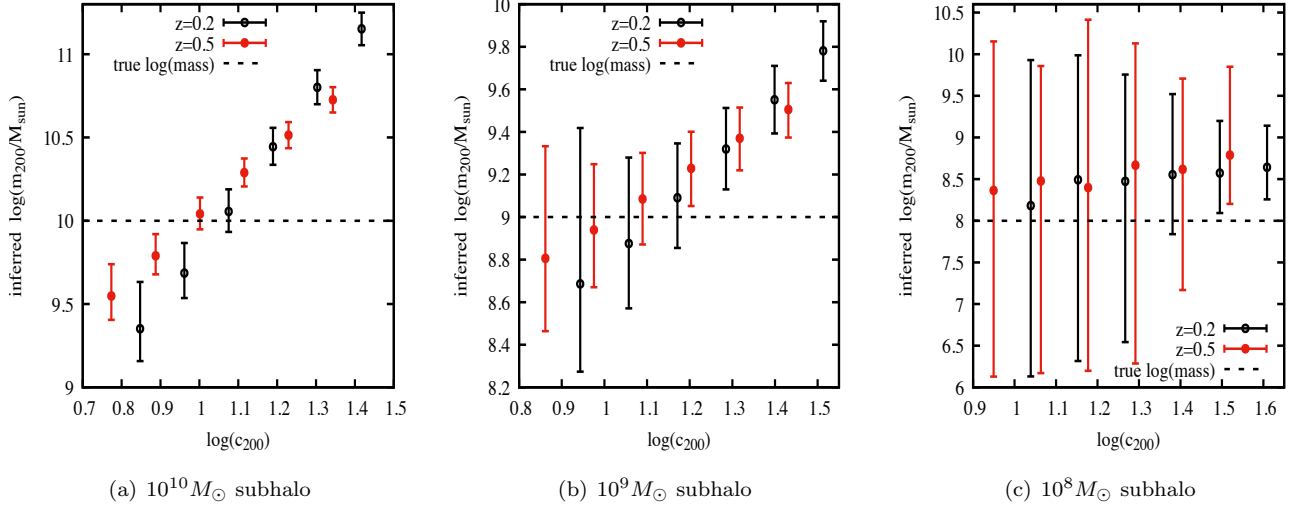 inferred log(m200/Msun)
11
10.5
10
9.5
9
z=0.2
z=0.5
true log(mass)
0.7 0.8 0.9 1 1.1 1.2 1.3 1.4 1.5
log(c200)
(a) 10^10 M⊙ subhalo
inferred log(m200/Msun)
10
9.8
9.6
9.4
9.2
9
8.8
8.6
8.4
8.2
z=0.2
z=0.5
true log(mass)
0.8 0.9 1 1.1 1.2 1.3 1.4 1.5
log(c200)
(b) 10^9 M⊙ subhalo
inferred log(m200/Msun)
10.5
10
9.5
9
8.5
8
7.5
7
6.5
6
z=0.2
z=0.5
true log(mass)
0.9 1 1.1 1.2 1.3 1.4 1.5 1.6
log(c200)
(c) 10^8 M⊙ subhalo